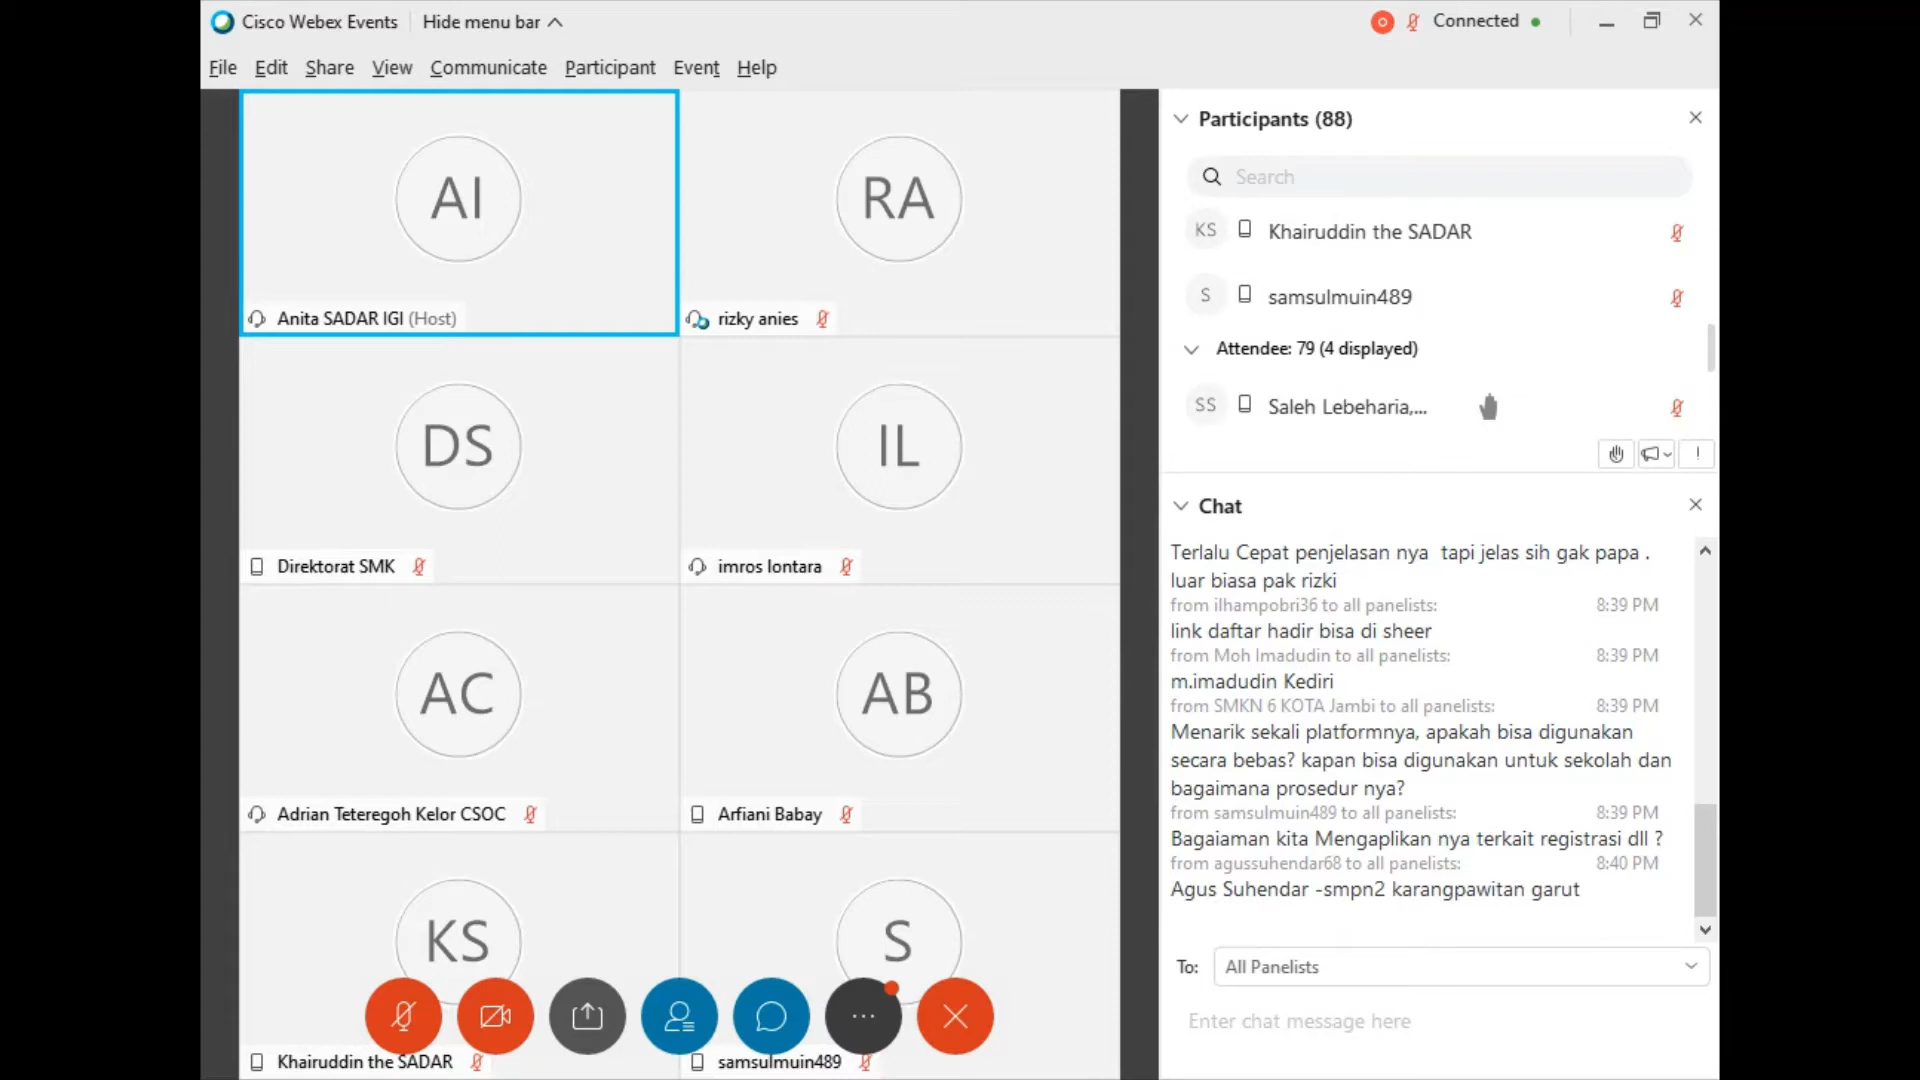 Cisco Webex Events
Hide menu bar
Connected
File Edit Share View Communicate Participant Event Help
AI
Anita SADAR IGI (Host)
RA
rizky anies
DS
Direktorat SMK
IL
imros lontara
AC
Adrian Teteregoh Kelor CSOC
AB
Arfiani Babay
KS
Khairuddin the SADAR
S
samsulmuin489
Participants (88)
Search
KS Khairuddin the SADAR
S samsulmuin489
Attendee: 79 (4 displayed)
SS Saleh Lebeharia,...
Chat
Terlalu Cepat penjelasan nya tapi jelas sih gak papa .
luar biasa pak rizki
from ilhampobri36 to all panelists: 8:39 PM
link daftar hadir bisa di sheer
from Moh Imadudin to all panelists: 8:39 PM
m.imadudin Kediri
from SMKN 6 KOTA Jambi to all panelists: 8:39 PM
Menarik sekali platformnya, apakah bisa digunakan
secara bebas? kapan bisa digunakan untuk sekolah dan
bagaimana prosedur nya?
from samsulmuin489 to all panelists: 8:39 PM
Bagaiaman kita Mengaplikan nya terkait registrasi dll ?
from agussuhendar68 to all panelists: 8:40 PM
Agus Suhendar -smpn2 karangpawitan garut
To: All Panelists
Enter chat message here